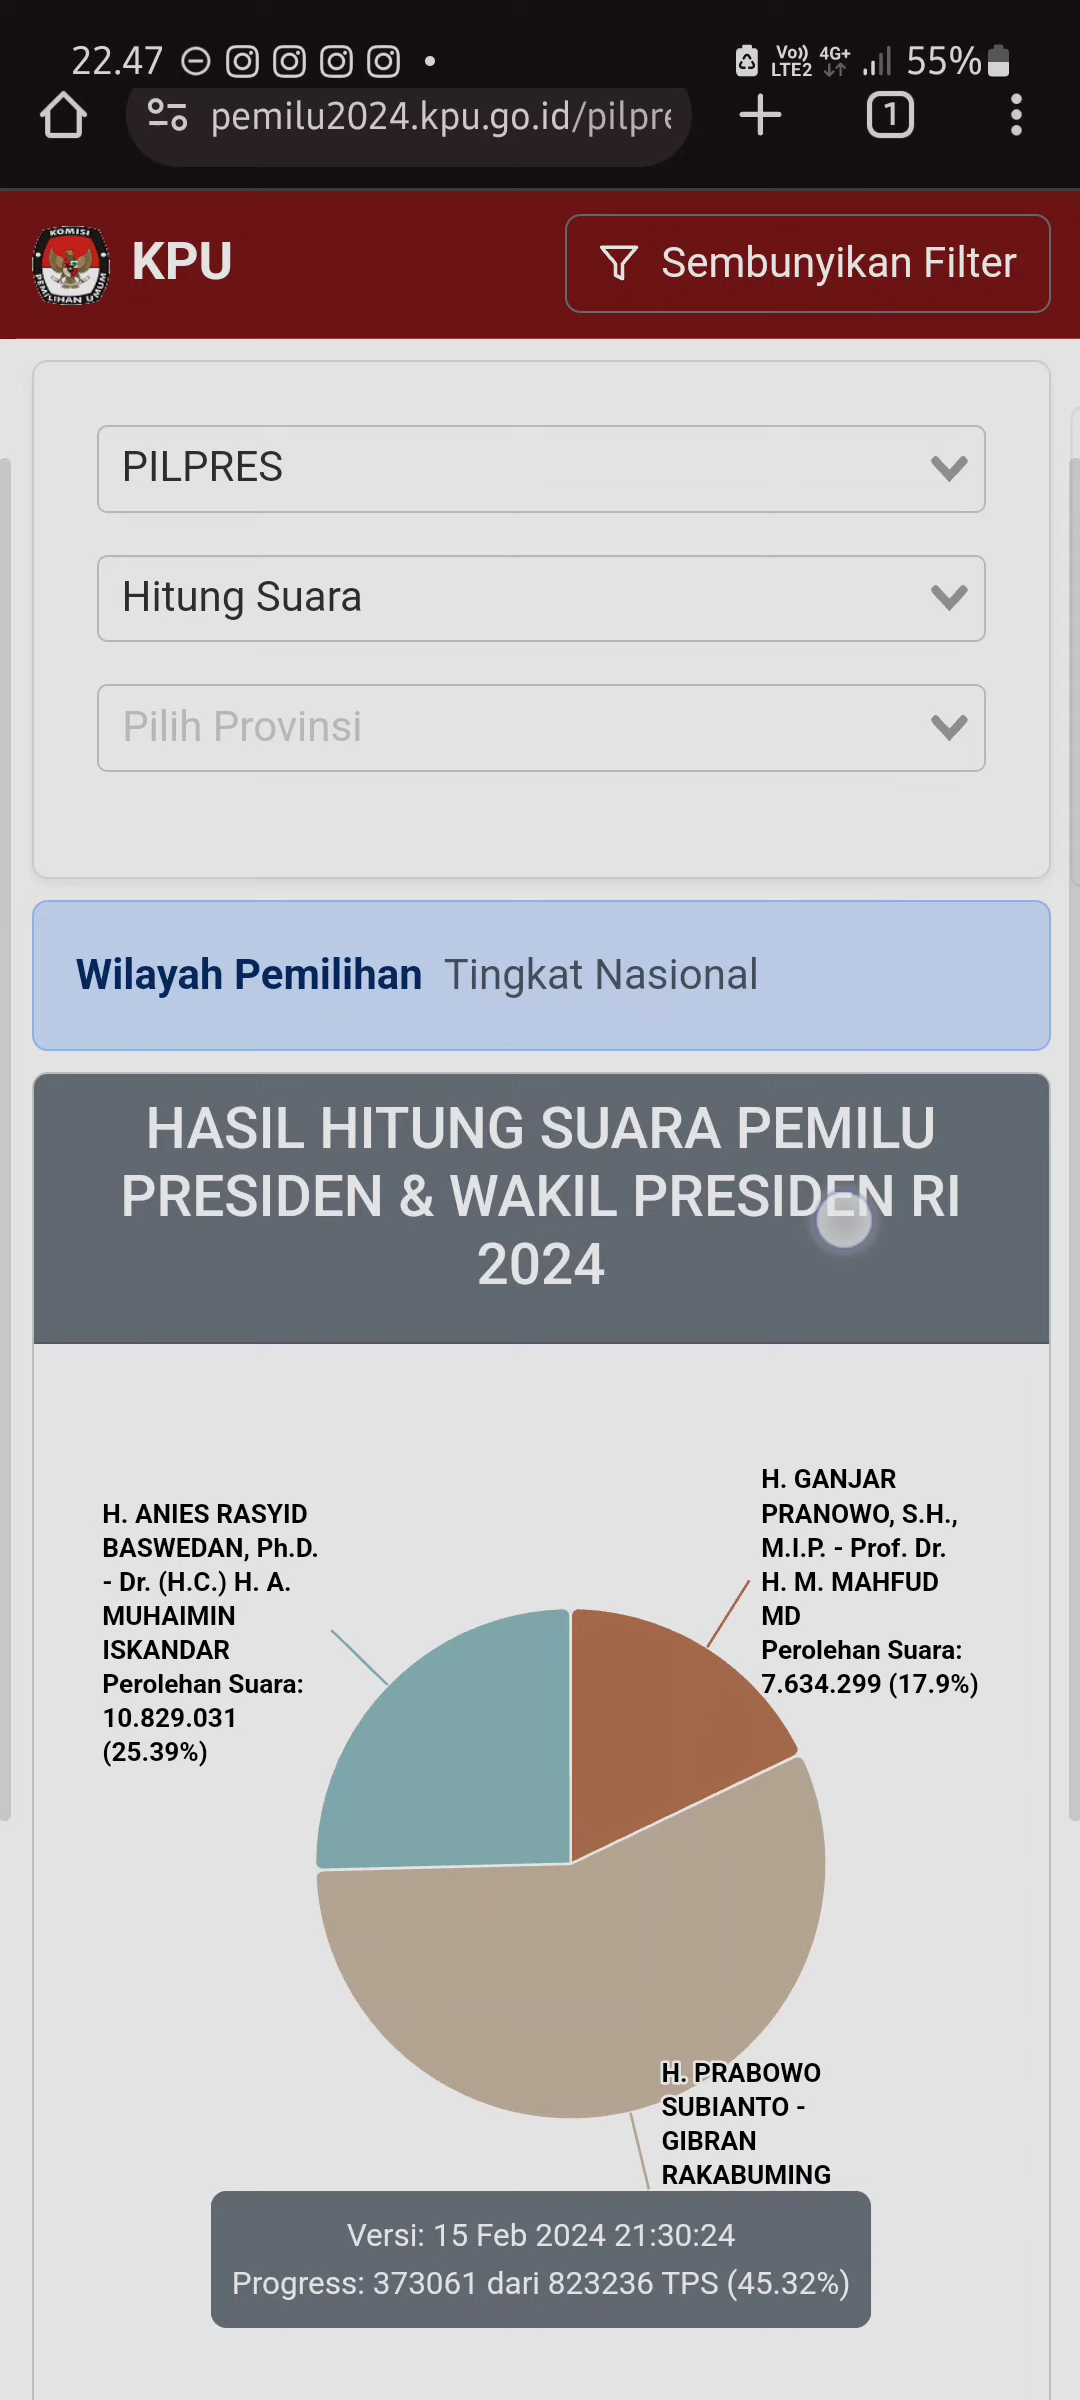 22.47
Vo)) LTE2 4G+ 55%
pemilu2024.kpu.go.id/pilpre
1
KOMISI
PEMILIHAN UMUM
KPU
Sembunyikan Filter
PILPRES
Hitung Suara
Pilih Provinsi
Wilayah Pemilihan Tingkat Nasional
HASIL HITUNG SUARA PEMILU
PRESIDEN & WAKIL PRESIDEN RI
2024
H. ANIES RASYID
BASWEDAN, Ph.D.
- Dr. (H.C.) H. A.
MUHAIMIN
ISKANDAR
Perolehan Suara:
10.829.031
(25.39%)
H. GANJAR
PRANOWO, S.H.,
M.I.P. - Prof. Dr.
H. M. MAHFUD
MD
Perolehan Suara:
7.634.299 (17.9%)
H. PRABOWO
SUBIANTO -
GIBRAN
RAKABUMING
Versi: 15 Feb 2024 21:30:24
Progress: 373061 dari 823236 TPS (45.32%)